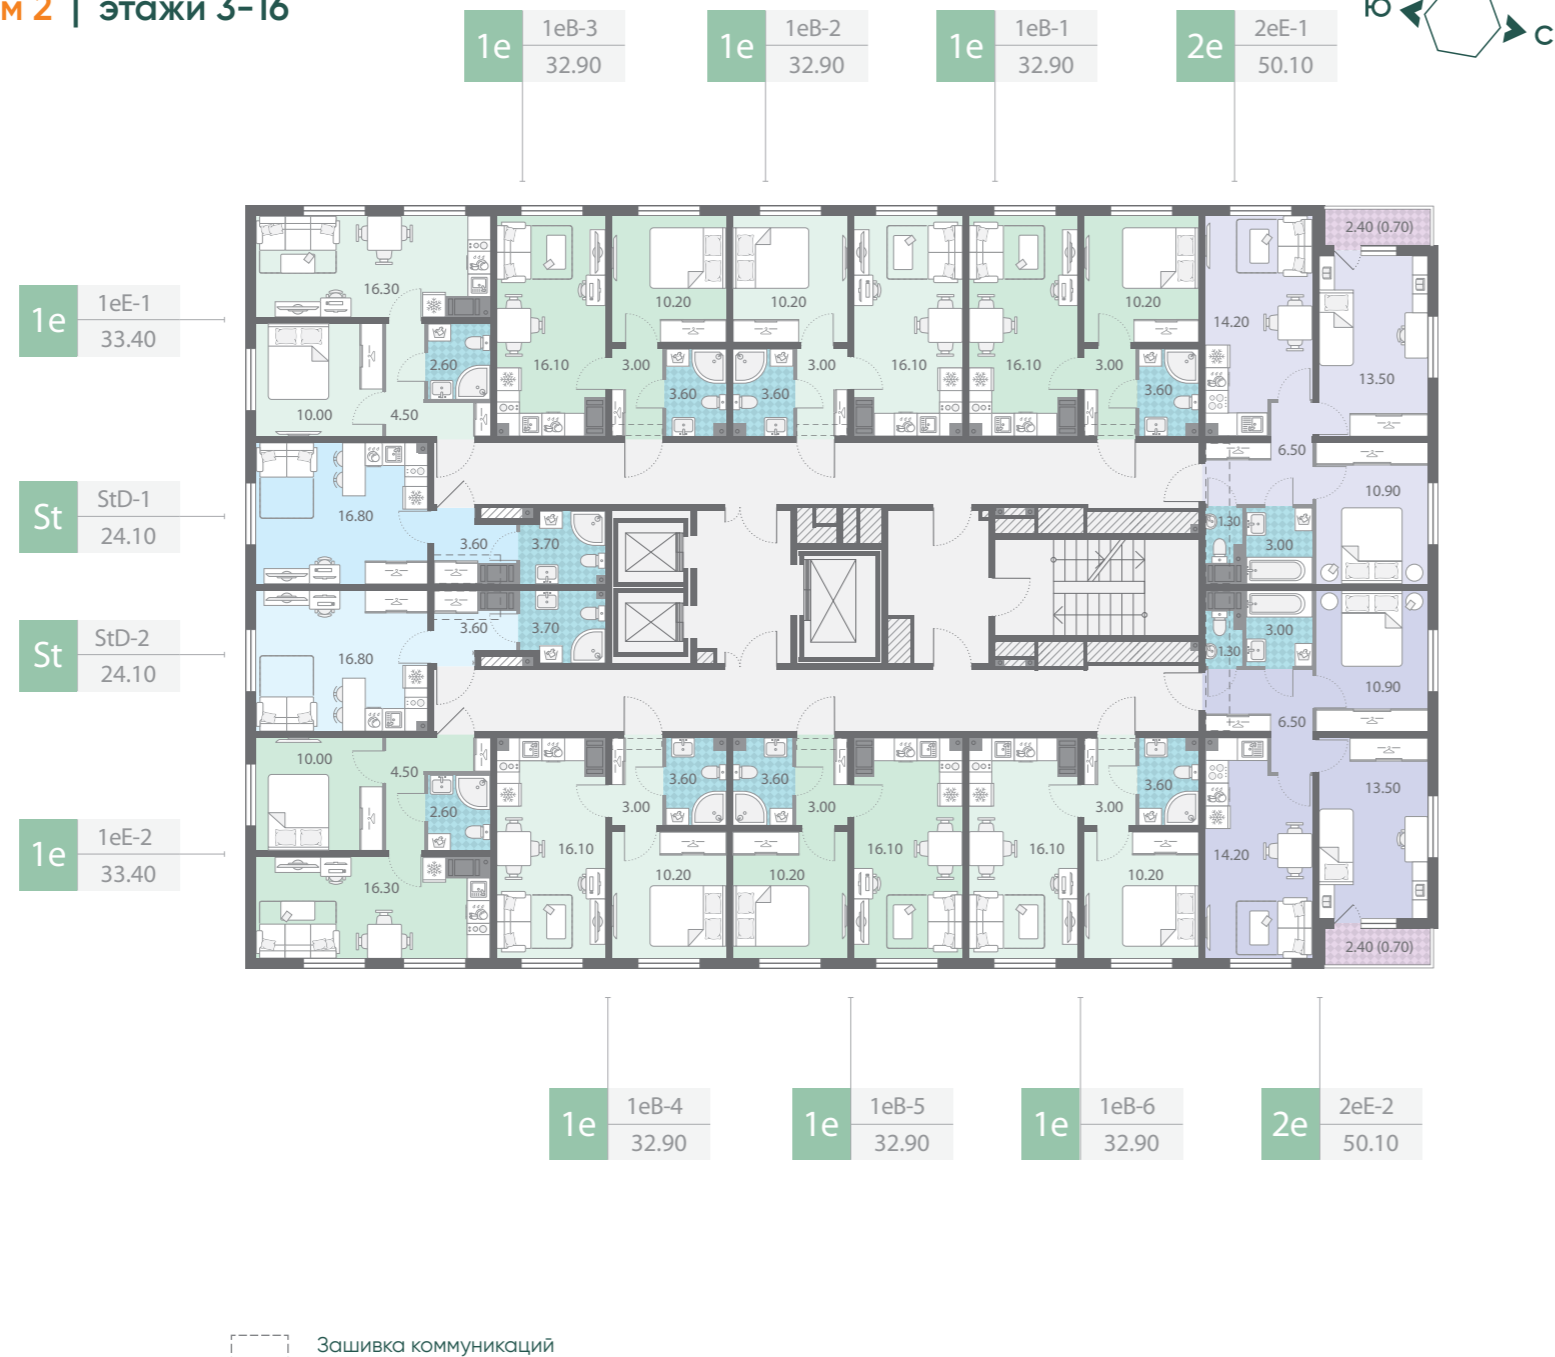 м 2 | этажи 3-16
Ю
С
1е
1еВ-3
32.90
1е
1еВ-2
32.90
1е
1еВ-1
32.90
2е
2еЕ-1
50.10
1е
1еЕ-1
33.40
St
StD-1
24.10
St
StD-2
24.10
1е
1еЕ-2
33.40
2.40 (0.70)
16.30
10.20
10.20
10.20
14.20
2.60
16.10
3.00
3.00
16.10
16.10
3.00
13.50
3.60
3.60
3.60
10.00
4.50
6.50
16.80
10.90
3.60
3.70
1.30
3.00
3.60
3.70
3.00
16.80
1.30
10.90
6.50
10.00
4.50
3.60
3.60
3.60
13.50
2.60
3.00
3.00
3.00
16.10
16.10
16.10
14.20
16.30
10.20
10.20
10.20
2.40 (0.70)
1е
1еВ-4
32.90
1е
1еВ-5
32.90
1е
1еВ-6
32.90
2е
2еЕ-2
50.10
Зашивка коммуникаций